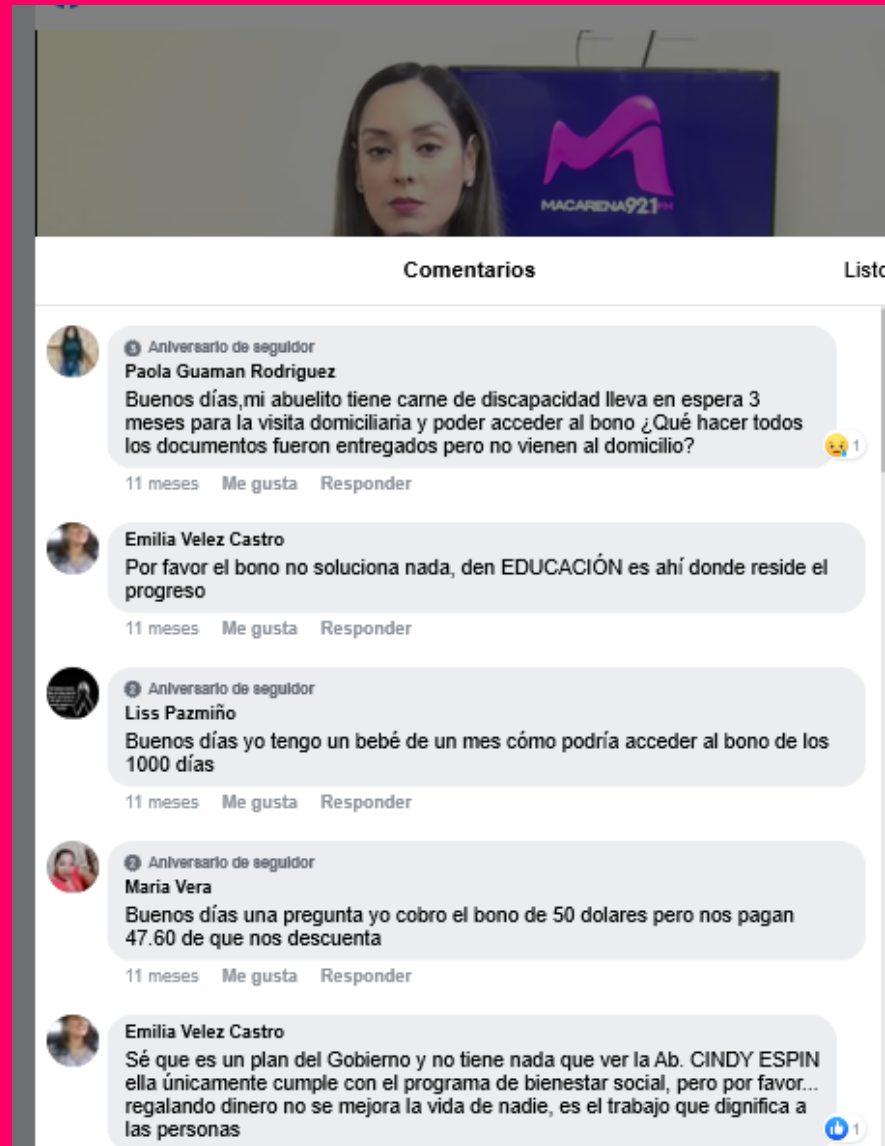 MACARENA92.1FM
Comentarios
Listo
Aniversario de seguidor
Paola Guaman Rodriguez
Buenos días,mi abuelito tiene carne de discapacidad lleva en espera 3
meses para la visita domiciliaria y poder acceder al bono ¿Qué hacer todos
los documentos fueron entregados pero no vienen al domicilio?
1
11 meses Me gusta Responder
Emilia Velez Castro
Por favor el bono no soluciona nada, den EDUCACIÓN es ahí donde reside el
progreso
11 meses Me gusta Responder
2 Aniversario de seguidor
Liss Pazmiño
Buenos días yo tengo un bebé de un mes cómo podría acceder al bono de los
1000 días
11 meses Me gusta Responder
2 Aniversario de seguidor
Maria Vera
Buenos días una pregunta yo cobro el bono de 50 dolares pero nos pagan
47.60 de que nos descuenta
11 meses Me gusta Responder
Emilia Velez Castro
Sé que es un plan del Gobierno y no tiene nada que ver la Ab. CINDY ESPIN
ella únicamente cumple con el programa de bienestar social, pero por favor...
regalando dinero no se mejora la vida de nadie, es el trabajo que dignifica a
las personas
1